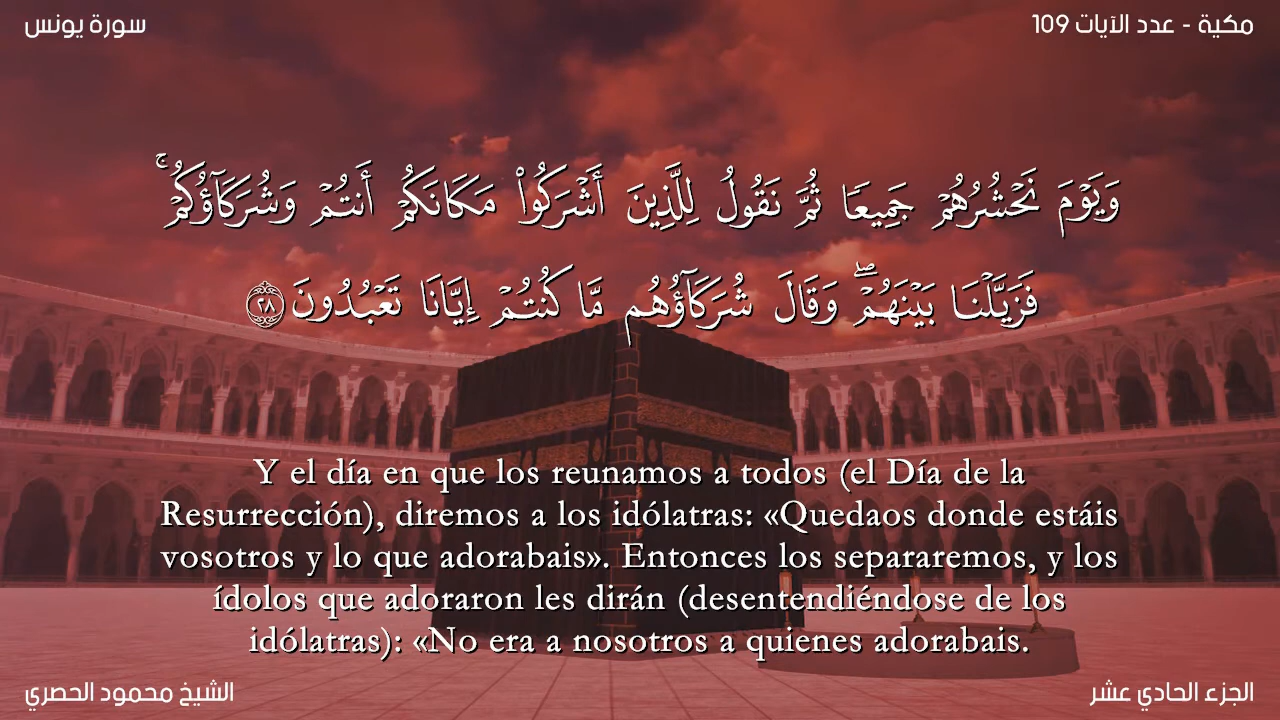 مكية - عدد الآيات 109
سورة يونس
وَيَوْمَ نَحْشُرُهُمْ جَمِيعًا ثُمَّ نَقُولُ لِلَّذِينَ أَشْرَكُوا۟ مَكَانَكُمْ أَنتُمْ وَشُرَكَآؤُكُمْ ۚ
فَزَيَّلْنَا بَيْنَهُمْ ۖ وَقَالَ شُرَكَآؤُهُم مَّا كُنتُمْ إِيَّانَا تَعْبُدُونَ ٢٨
Y el día en que los reunamos a todos (el Día de la
Resurrección), diremos a los idólatras: «Quedaos donde estáis
vosotros y lo que adorabais». Entonces los separaremos, y los
ídolos que adoraron les dirán (desentendiéndose de los
idólatras): «No era a nosotros a quienes adorabais.
الجزء الحادي عشر
الشيخ محمود الحصري